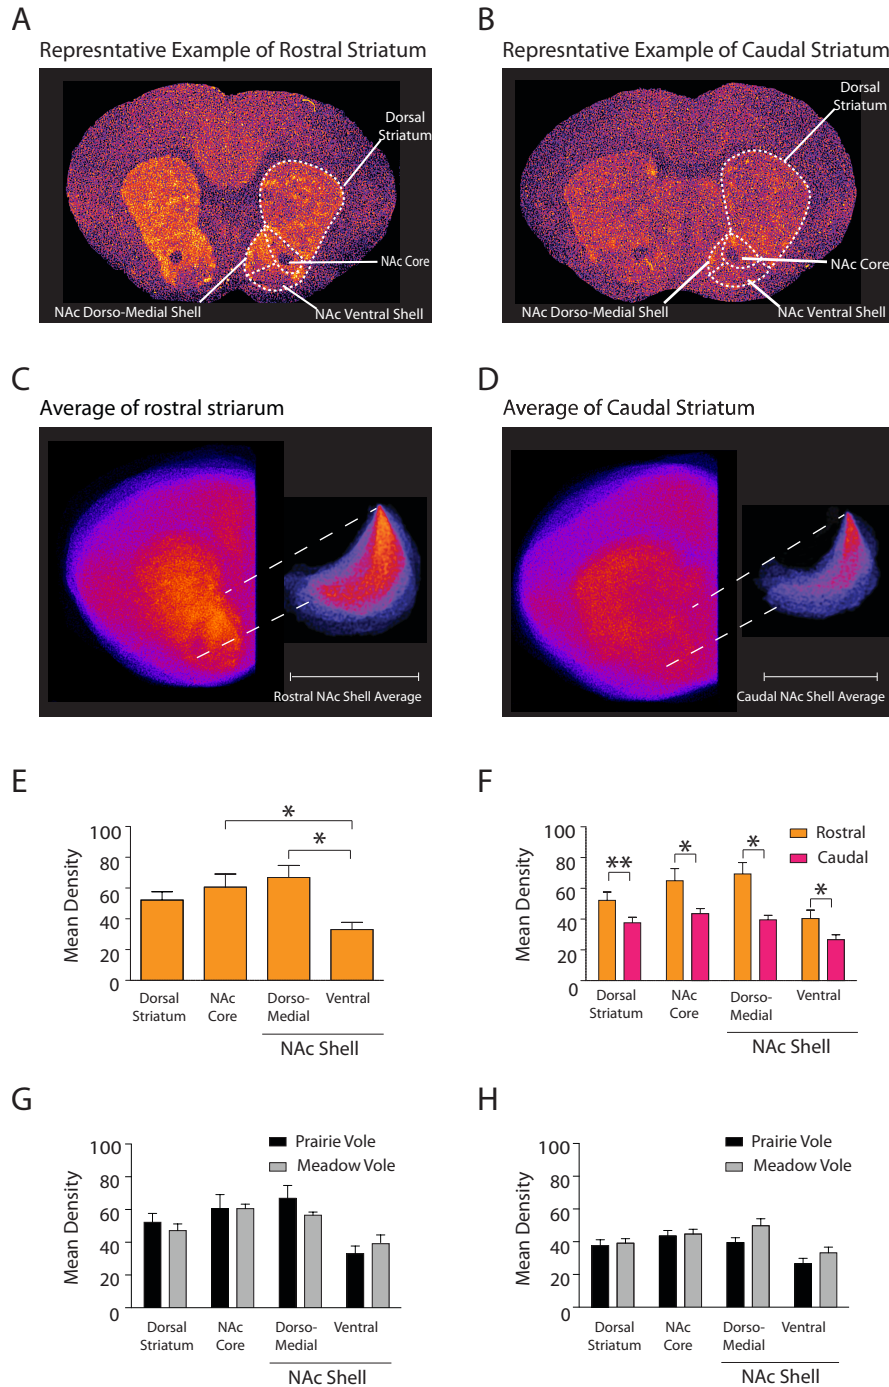 A
Represntative Example of Rostral Striatum
Dorsal
Striatum
NAc Core
NAc Dorso-Medial Shell
NAc Ventral Shell
B
Represntative Example of Caudal Striatum
Dorsal
Striatum
NAc Core
NAc Dorso-Medial Shell
NAc Ventral Shell
C
Average of rostral striarum
Rostral NAc Shell Average
D
Average of Caudal Striatum
Caudal NAc Shell Average
E
Mean Density
100
80
60
40
20
0
*
*
Dorsal
Striatum
NAc
Core
Dorso-
Medial
Ventral
NAc Shell
F
Mean Density
100
80
60
40
20
0
Rostral
Caudal
**
*
*
*
Dorsal
Striatum
NAc
Core
Dorso-
Medial
Ventral
NAc Shell
G
Mean Density
100
80
60
40
20
0
Prairie Vole
Meadow Vole
Dorsal
Striatum
NAc
Core
Dorso-
Medial
Ventral
NAc Shell
H
Mean Density
100
80
60
40
20
0
Prairie Vole
Meadow Vole
Dorsal
Striatum
NAc
Core
Dorso-
Medial
Ventral
NAc Shell